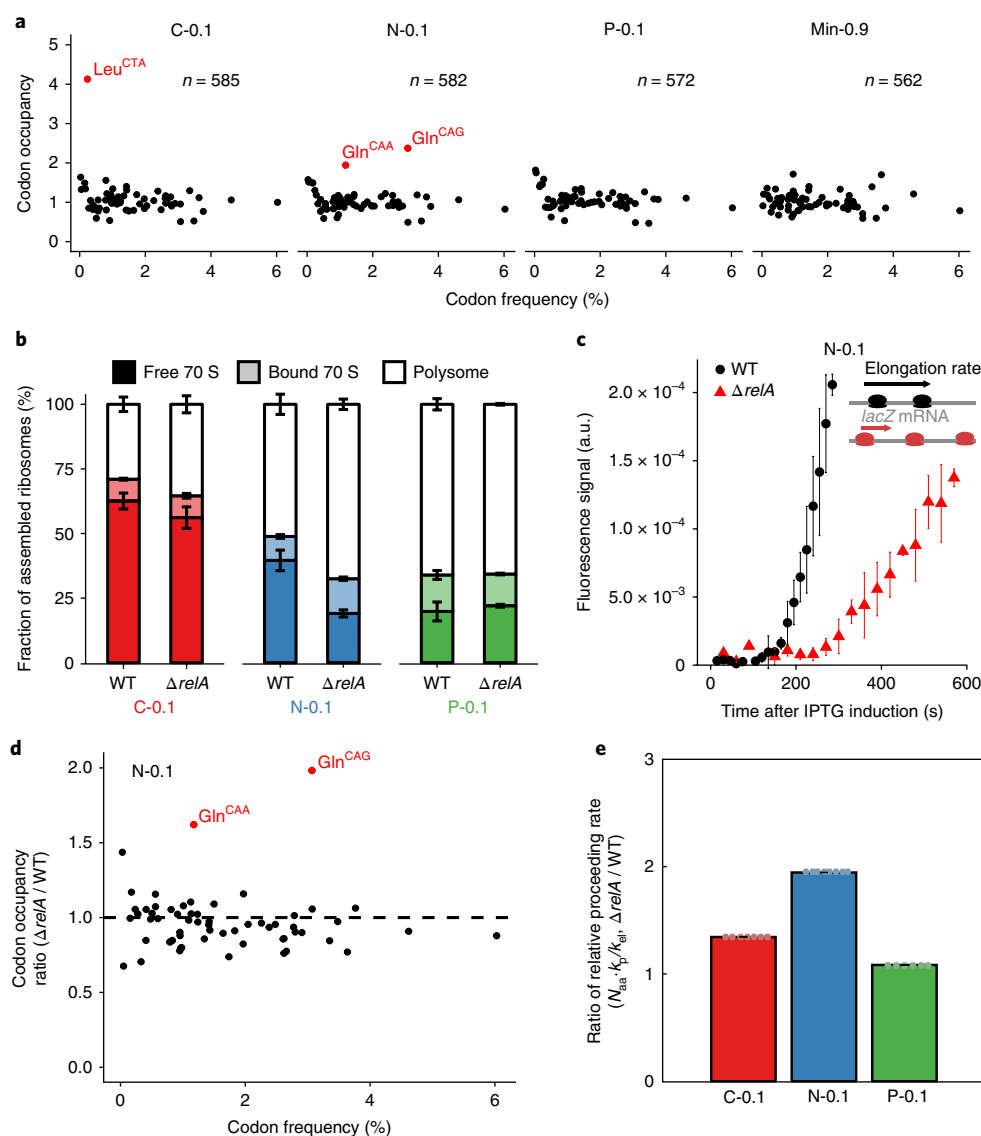 a
C-0.1
N-0.1
P-0.1
Min-0.9
Codon occupancy
5
4
3
2
1
0
Leu^CTA
n = 585
Gln^CAA
Gln^CAG
n = 582
n = 572
n = 562
0 2 4 6
0 2 4 6
0 2 4 6
0 2 4 6
Codon frequency (%)
b
Free 70 S
Bound 70 S
Polysome
Fraction of assembled ribosomes (%)
100
75
50
25
0
WT ΔrelA
WT ΔrelA
WT ΔrelA
C-0.1
N-0.1
P-0.1
c
WT
ΔrelA
N-0.1
Elongation rate
lacZ mRNA
Fluorescence signal (a.u.)
2.0 × 10⁻⁴
1.5 × 10⁻⁴
1.0 × 10⁻⁴
5.0 × 10⁻³
0
0 200 400 600
Time after IPTG induction (s)
d
N-0.1
Gln^CAG
Gln^CAA
Codon occupancy
ratio (ΔrelA / WT)
2.0
1.5
1.0
0.0
0 2 4 6
Codon frequency (%)
e
Ratio of relative proceeding rate
(N_aa·k_p/k_el, ΔrelA / WT)
3
2
1
0
C-0.1
N-0.1
P-0.1